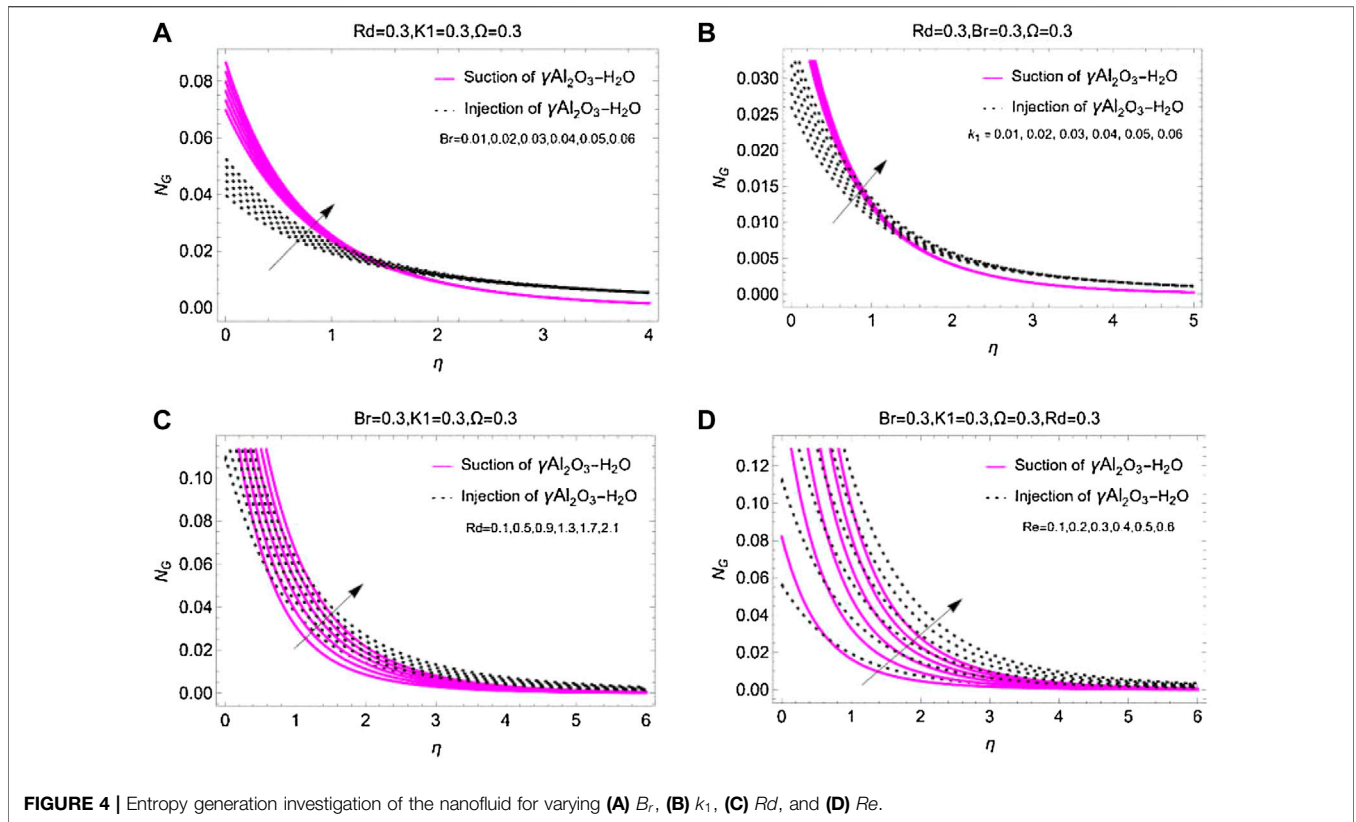 A
Rd=0.3,K1=0.3,Ω=0.3
Suction of γAl₂O₃–H₂O
Injection of γAl₂O₃–H₂O
Br=0.01,0.02,0.03,0.04,0.05,0.06
N_G
0.08
0.06
0.04
0.02
0.00
0 1 2 3 4
η
B
Rd=0.3,Br=0.3,Ω=0.3
Suction of γAl₂O₃–H₂O
Injection of γAl₂O₃–H₂O
k₁ = 0.01, 0.02, 0.03, 0.04, 0.05, 0.06
N_G
0.030
0.025
0.020
0.015
0.010
0.005
0.000
0 1 2 3 4 5
η
C
Br=0.3,K1=0.3,Ω=0.3
Suction of γAl₂O₃–H₂O
Injection of γAl₂O₃–H₂O
Rd=0.1,0.5,0.9,1.3,1.7,2.1
N_G
0.10
0.08
0.06
0.04
0.02
0.00
0 1 2 3 4 5 6
η
D
Br=0.3,K1=0.3,Ω=0.3,Rd=0.3
Suction of γAl₂O₃–H₂O
Injection of γAl₂O₃–H₂O
Re=0.1,0.2,0.3,0.4,0.5,0.6
N_G
0.12
0.10
0.08
0.06
0.04
0.02
0.00
0 1 2 3 4 5 6
η
FIGURE 4 | Entropy generation investigation of the nanofluid for varying (A) Bᵣ, (B) k₁, (C) Rd, and (D) Re.